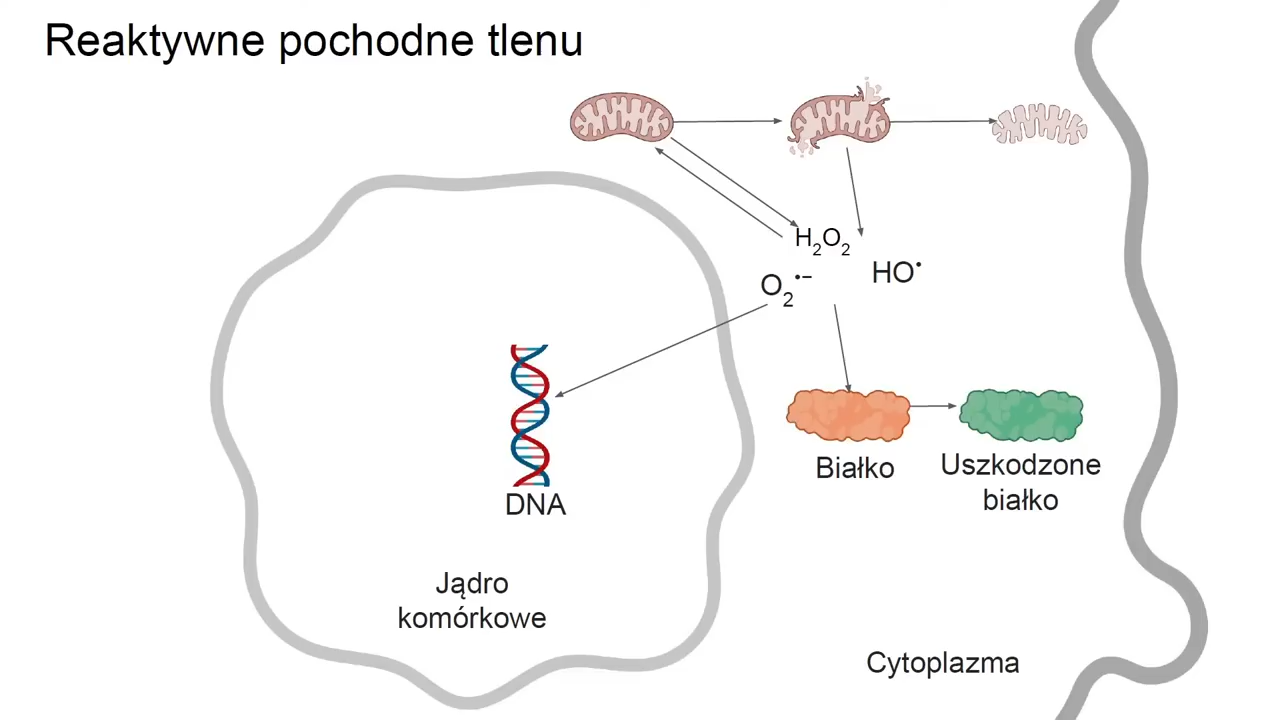 Reaktywne pochodne tlenu
H₂O₂
HO•
O₂•−
Białko
Uszkodzone
białko
DNA
Jądro
komórkowe
Cytoplazma